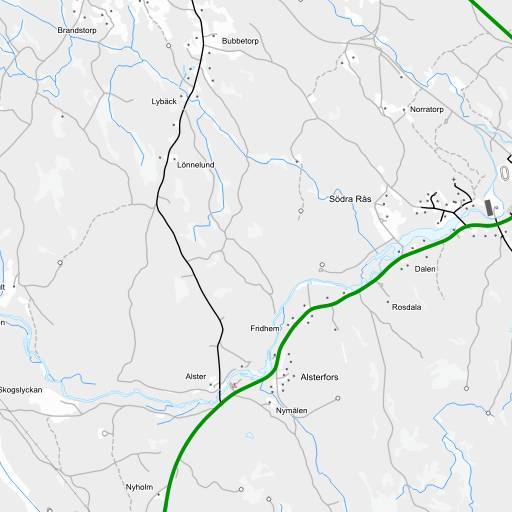 Brandstorp
Bubbetorp
Lybäck
Norratorp
Lönnelund
Södra Rås
Dalen
Rosdala
Fridhem
Alster
Alsterfors
Skogslyckan
Nymålen
Nyholm